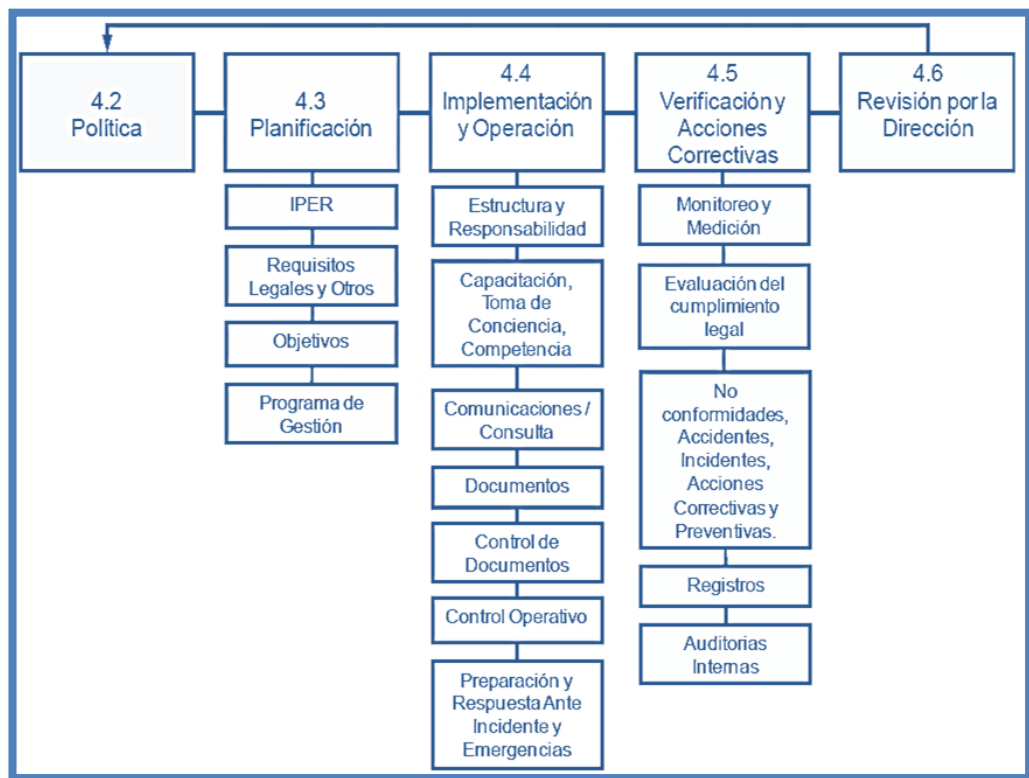 4.2
Política
4.3
Planificación
4.4
Implementación
y Operación
4.5
Verificación y
Acciones
Correctivas
4.6
Revisión por la
Dirección
IPER
Requisitos
Legales y Otros
Objetivos
Programa de
Gestión
Estructura y
Responsabilidad
Capacitación,
Toma de
Conciencia,
Competencia
Comunicaciones /
Consulta
Documentos
Control de
Documentos
Control Operativo
Preparación y
Respuesta Ante
Incidente y
Emergencias
Monitoreo y
Medición
Evaluación del
cumplimiento
legal
No
conformidades,
Accidentes,
Incidentes,
Acciones
Correctivas y
Preventivas.
Registros
Auditorias
Internas